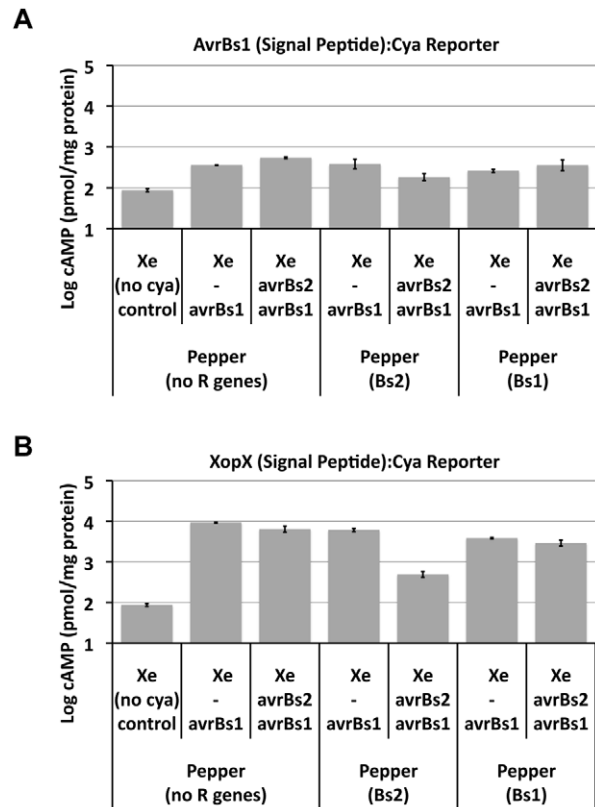 A
AvrBs1 (Signal Peptide):Cya Reporter
Log cAMP (pmol/mg protein)
5
4
3
2
1
Xe Xe Xe Xe Xe Xe Xe
(no cya) - avrBs2 - avrBs2 - avrBs2
control avrBs1 avrBs1 avrBs1 avrBs1 avrBs1 avrBs1
Pepper Pepper Pepper
(no R genes) (Bs2) (Bs1)
B
XopX (Signal Peptide):Cya Reporter
Log cAMP (pmol/mg protein)
5
4
3
2
1
Xe Xe Xe Xe Xe Xe Xe
(no cya) - avrBs2 - avrBs2 - avrBs2
control avrBs1 avrBs1 avrBs1 avrBs1 avrBs1 avrBs1
Pepper Pepper Pepper
(no R genes) (Bs2) (Bs1)